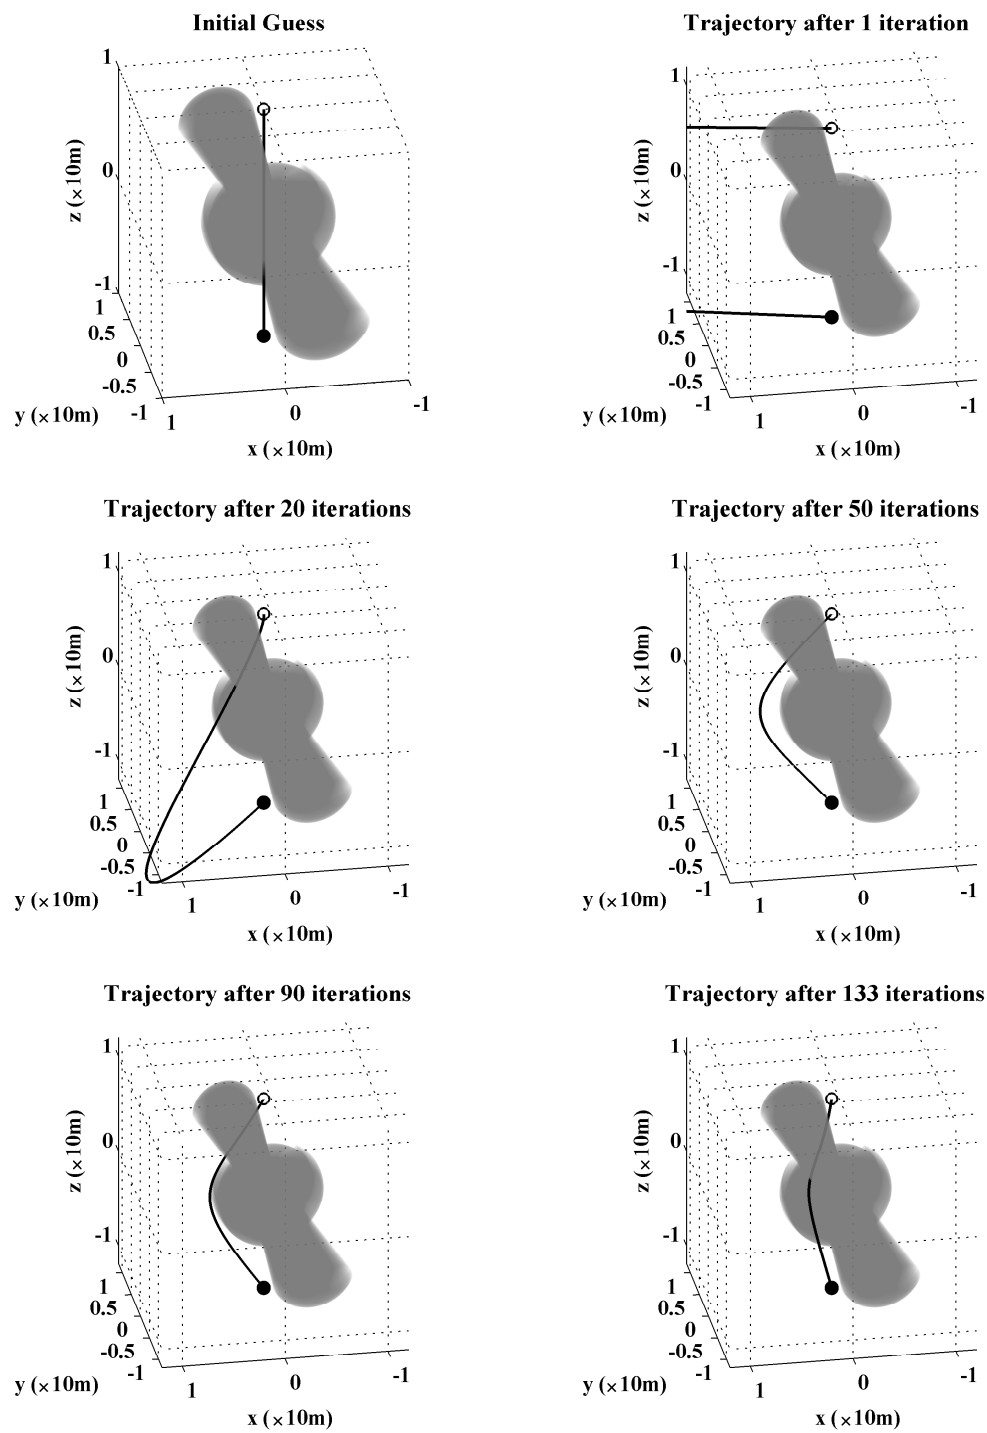 Initial Guess
1
0
-1
z (×10m)
1
0.5
0
-0.5
-1
y (×10m)
1
0
-1
x (×10m)
Trajectory after 1 iteration
1
0
-1
z (×10m)
1
0.5
0
-0.5
-1
y (×10m)
1
0
-1
x (×10m)
Trajectory after 20 iterations
1
0
-1
z (×10m)
1
0.5
0
-0.5
-1
y (×10m)
1
0
-1
x (×10m)
Trajectory after 50 iterations
1
0
-1
z (×10m)
1
0.5
0
-0.5
-1
y (×10m)
1
0
-1
x (×10m)
Trajectory after 90 iterations
1
0
-1
z (×10m)
1
0.5
0
-0.5
-1
y (×10m)
1
0
-1
x (×10m)
Trajectory after 133 iterations
1
0
-1
z (×10m)
1
0.5
0
-0.5
-1
y (×10m)
1
0
-1
x (×10m)